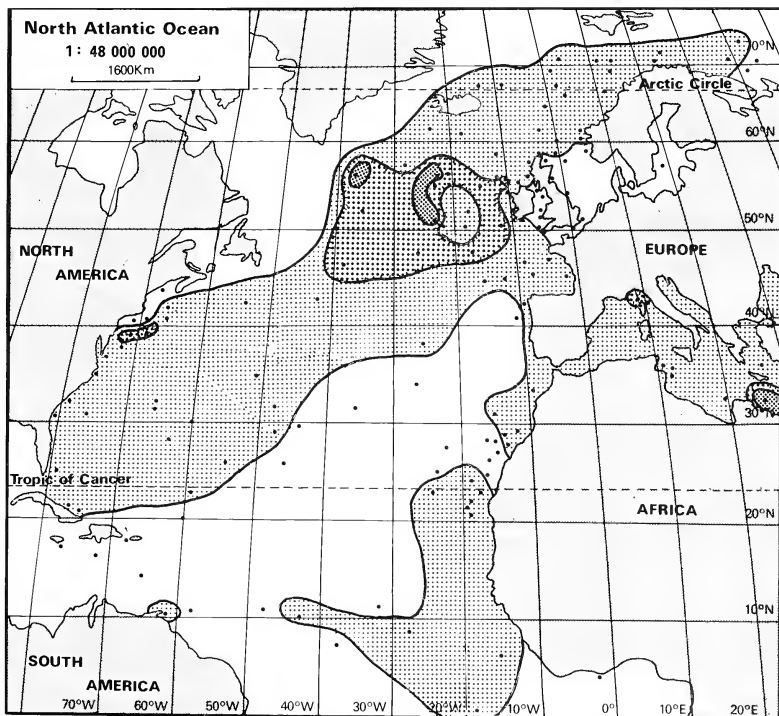 North Atlantic Ocean
1: 48 000 000
1600Km
70°N
Arctic Circle
60°N
50°N
NORTH
AMERICA
EUROPE
40°N
30°N
Tropic of Cancer
20°N
AFRICA
10°N
SOUTH
AMERICA
70°W
60°W
50°W
40°W
30°W
20°W
10°W
0°
10°E
20°E